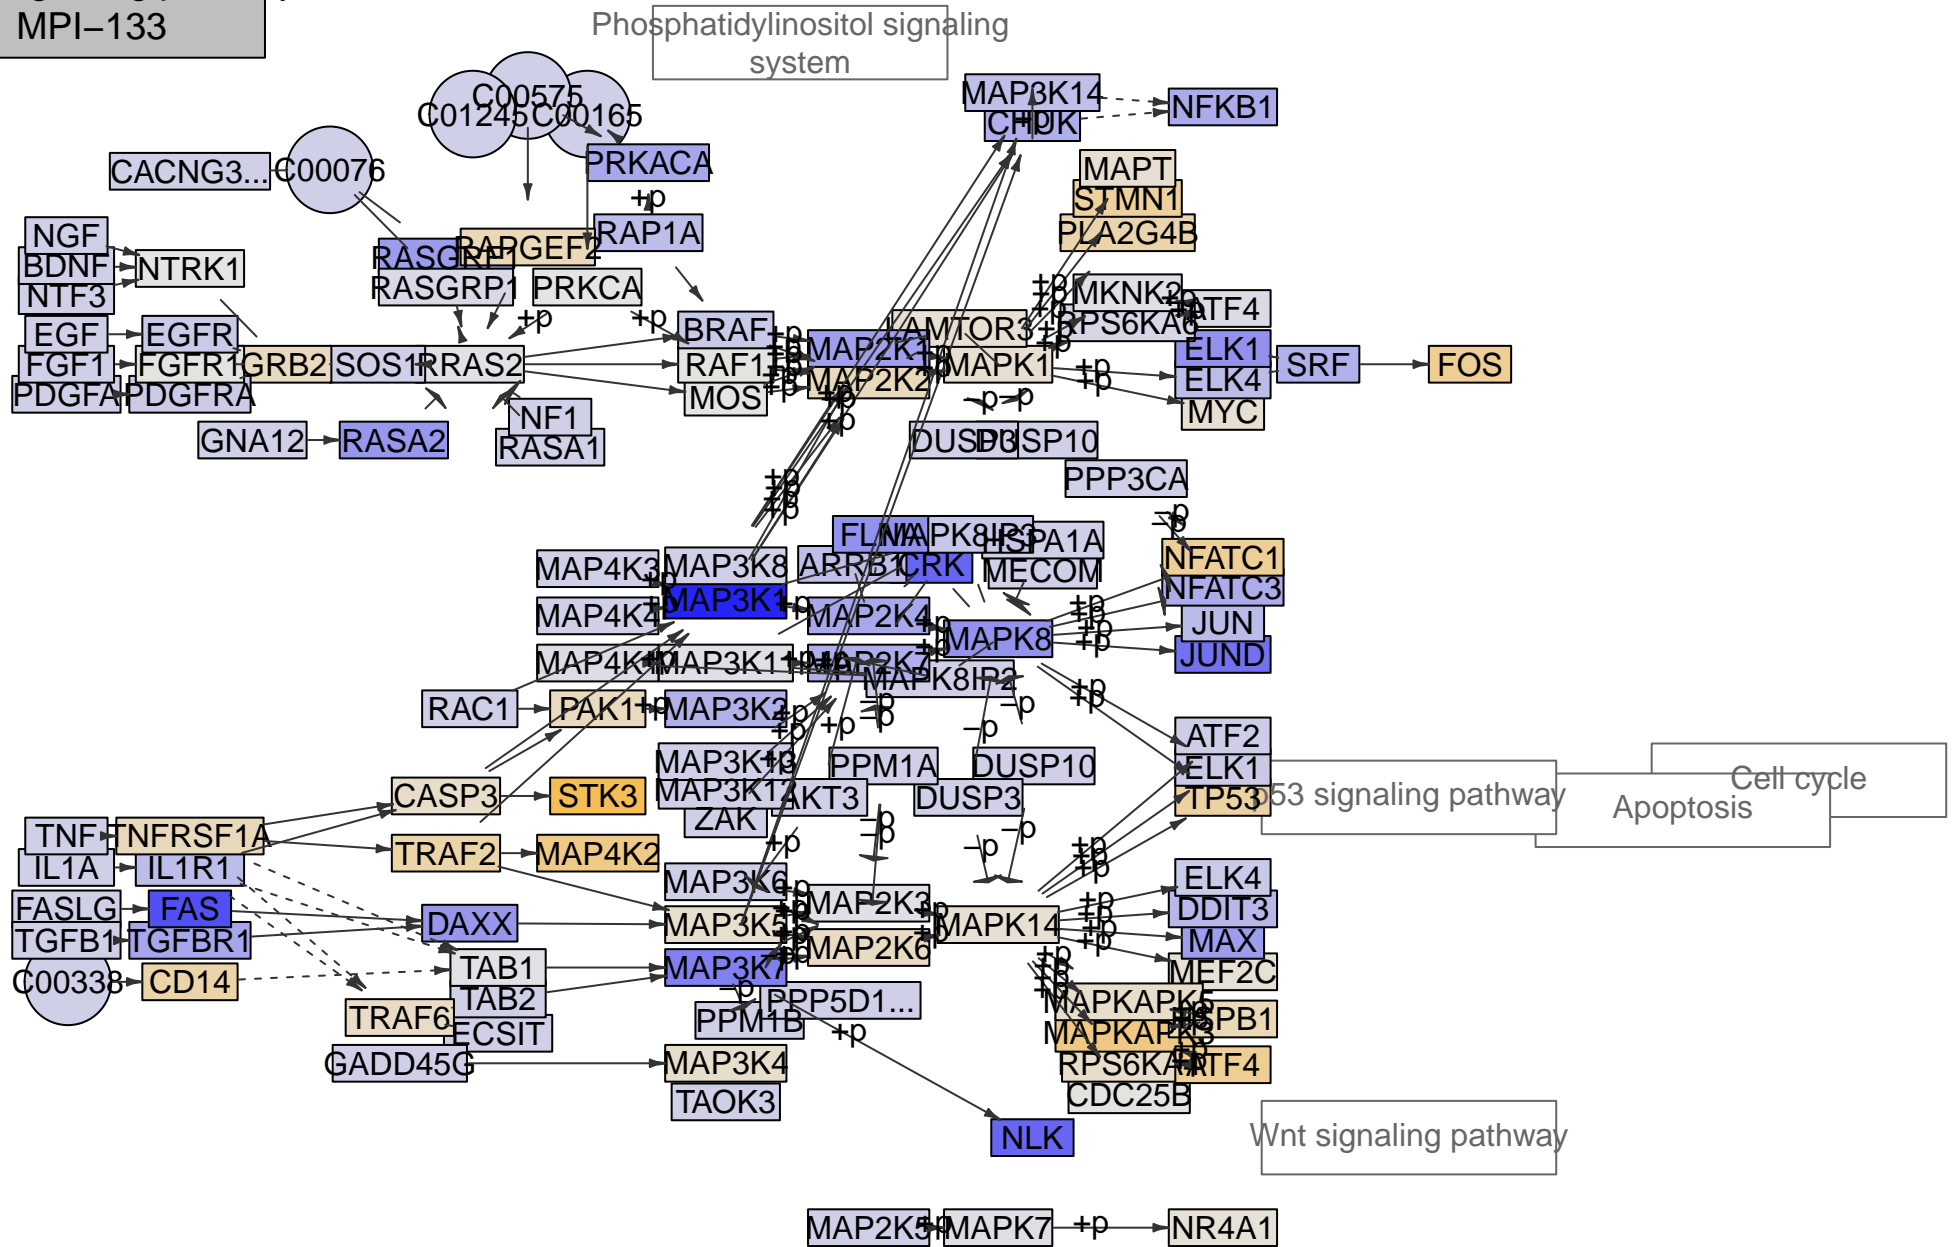 MPI−133
Phosphatidylinositol signaling
system
C00575
C01245
C00165
MAP3K14
CHUK
+p
NFKB1
CACNG3...
C00076
PRKACA
+p
RAP1A
MAPT
STMN1
PLA2G4B
NGF
BDNF
NTF3
NTRK1
RASGRF1
RAPGEF2
RASGRP1
PRKCA
+p
+p
MKNK2
RPS6KA6
ATF4
EGF
EGFR
FGF1
FGFR1
GRB2
SOS1
RRAS2
PDGFA
PDGFRA
BRAF
RAF1
MOS
MAP2K1
MAP2K2
LAMTOR3
MAPK1
+p
+p
ELK1
ELK4
MYC
SRF
FOS
GNA12
RASA2
NF1
RASA1
−p
−p
DUSP3
DUSP10
PPP3CA
−p
−p
+p
+p
+p
+p
FLNA
MAPK8IP3
HSPA1A
ARRB1
CRK
MECOM
NFATC1
NFATC3
MAP4K3
+p
MAP3K8
MAP3K1
MAP4K4
+p
+p
MAP2K4
+p
+p
MAPK8
+p
+p
+p
+p
JUN
JUND
MAP3K11
MAP2K7
MAPK8IP2
RAC1
PAK1
+p
MAP3K2
+p
+p
+p
−p
−p
−p
−p
+p
+p
MAP3K13
MAP3K12
ZAK
AKT3
PPM1A
DUSP10
DUSP3
ATF2
ELK1
TP53
p53 signaling pathway
Apoptosis
Cell cycle
CASP3
STK3
TNF
TNFRSF1A
TRAF2
MAP4K2
IL1A
IL1R1
+p
−p
−p
−p
−p
+p
+p
+p
FASLG
FAS
TGFB1
TGFBR1
DAXX
MAP3K6
MAP3K5
MAP3K7
MAP2K3
MAP2K6
MAPK14
+p
+p
+p
+p
ELK4
DDIT3
MAX
MEF2C
C00338
CD14
TAB1
TAB2
TRAF6
ECSIT
−p
PPM1B
PPP5D1...
+p
MAPKAPK5
MAPKAPK3
HSPB1
ATF4
CDC25B
GADD45G
MAP3K4
TAOK3
NLK
Wnt signaling pathway
MAP2K5
+p
MAPK7
+p
NR4A1